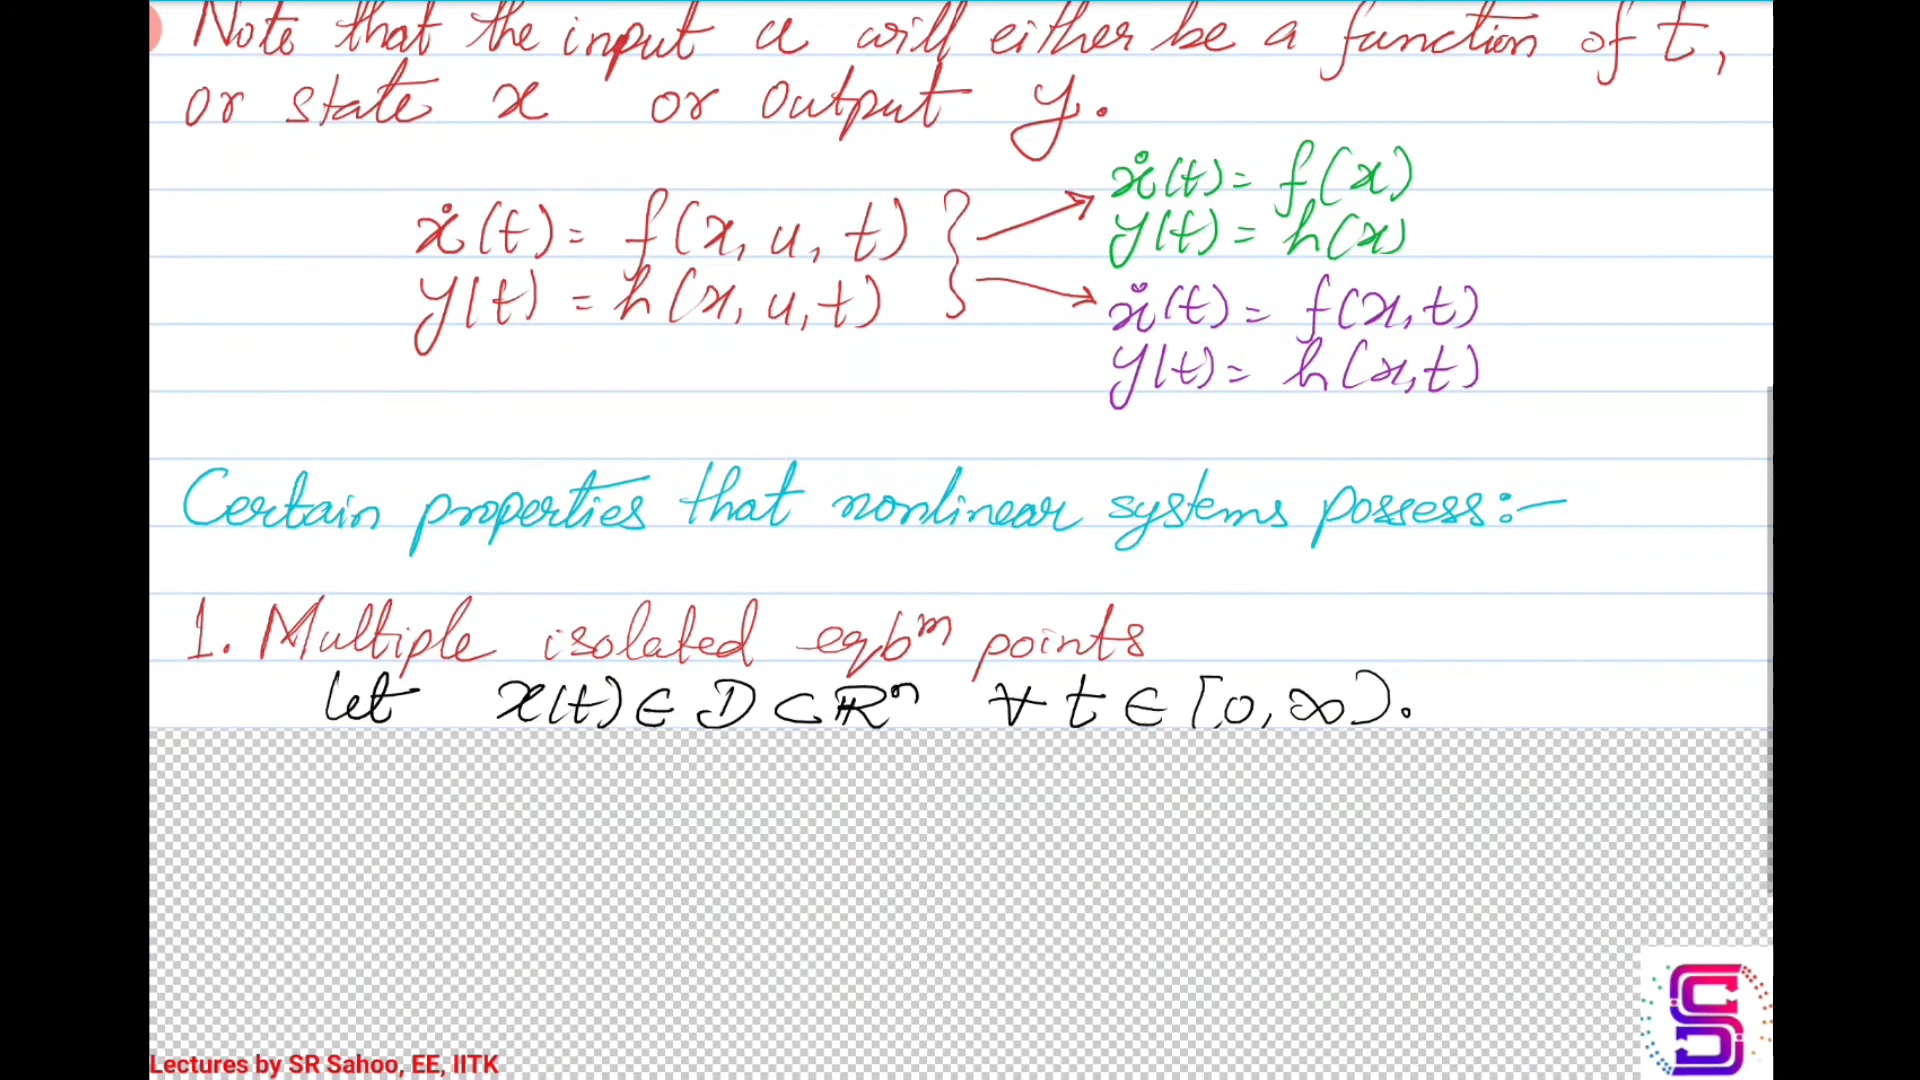 Note that the input u will either be a function of t,
or state x or output y.
ẋ(t) = f(x, u, t)
y(t) = h(x, u, t)
ẋ(t) = f(x)
y(t) = h(x)
ẋ(t) = f(x, t)
y(t) = h(x, t)
Certain properties that nonlinear systems possess:-
1. Multiple isolated eqbᵐ points
let x(t) ∈ D ⊂ ℝⁿ ∀ t ∈ [0, ∞).
Lectures by SR Sahoo, EE, IITK